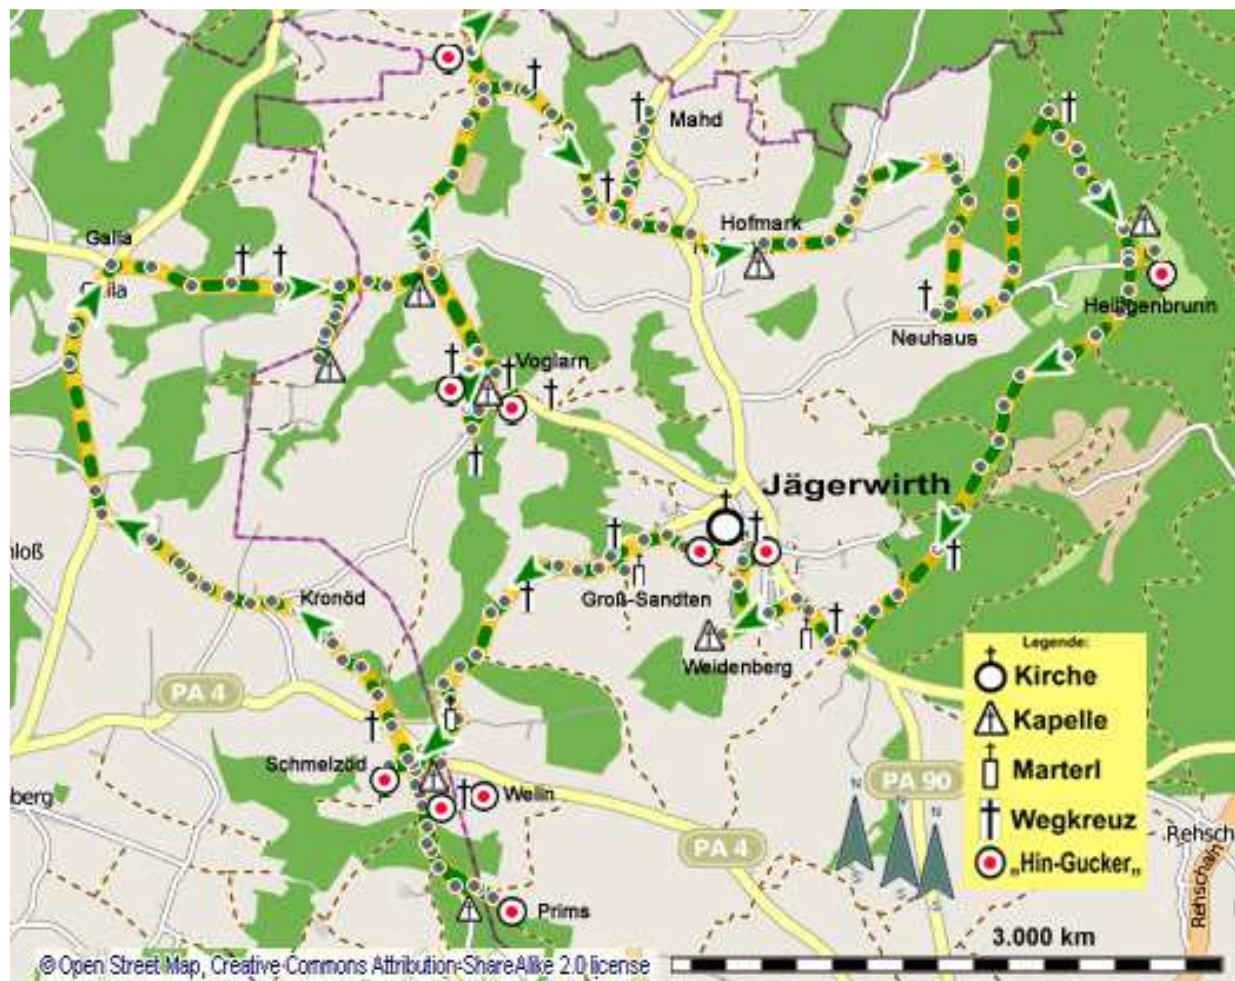 Mahd
Hofmark
Galla
Heiligenbrunn
Neuhaus
Voglarn
Jägerwirth
Kronöd
Groß-Sandten
Weidenberg
PA 4
Schmelzöd
Welin
PA 90
PA 4
Prims
Legende:
Kirche
Kapelle
Marterl
Wegkreuz
„Hin-Gucker„
N
N
N
S
S
S
Rehschaln
3.000 km
© Open Street Map, Creative Commons Attribution-ShareAlike 2.0 license